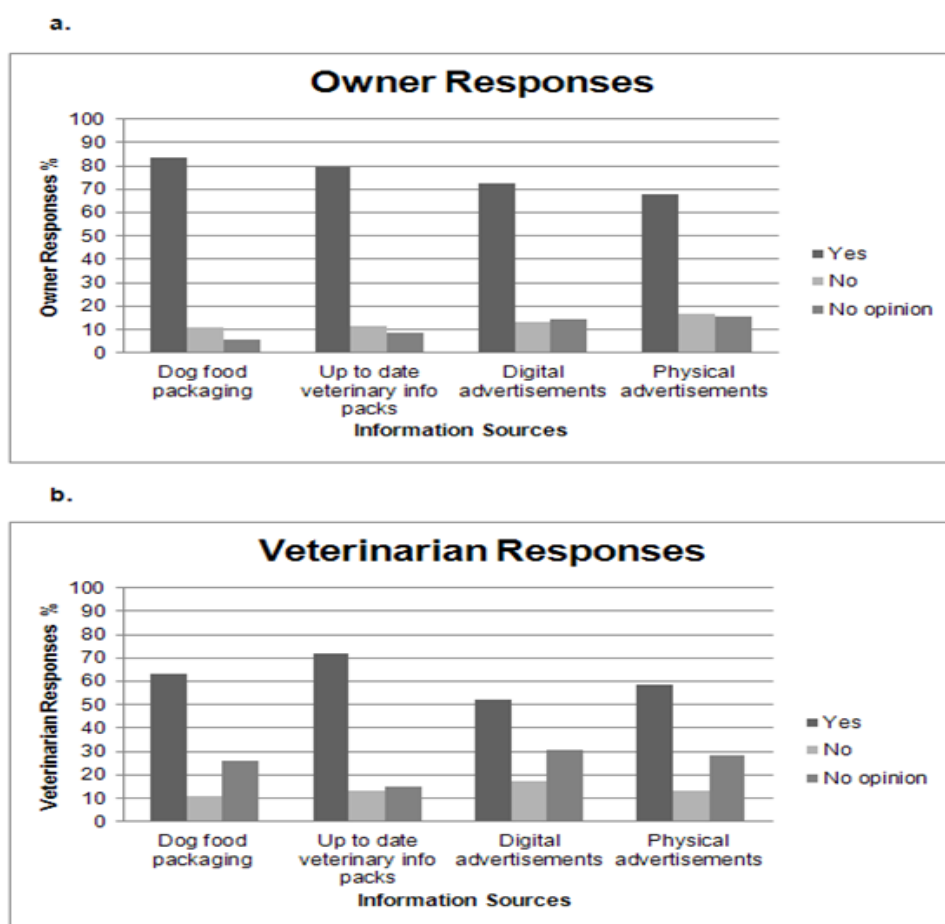 a.
Owner Responses
Owner Responses %
100
90
80
70
60
50
40
30
20
10
0
Dog food packaging
Up to date veterinary info packs
Digital advertisements
Physical advertisements
Information Sources
Yes
No
No opinion
b.
Veterinarian Responses
Veterinarian Responses %
100
90
80
70
60
50
40
30
20
10
0
Dog food packaging
Up to date veterinary info packs
Digital advertisements
Physical advertisements
Information Sources
Yes
No
No opinion